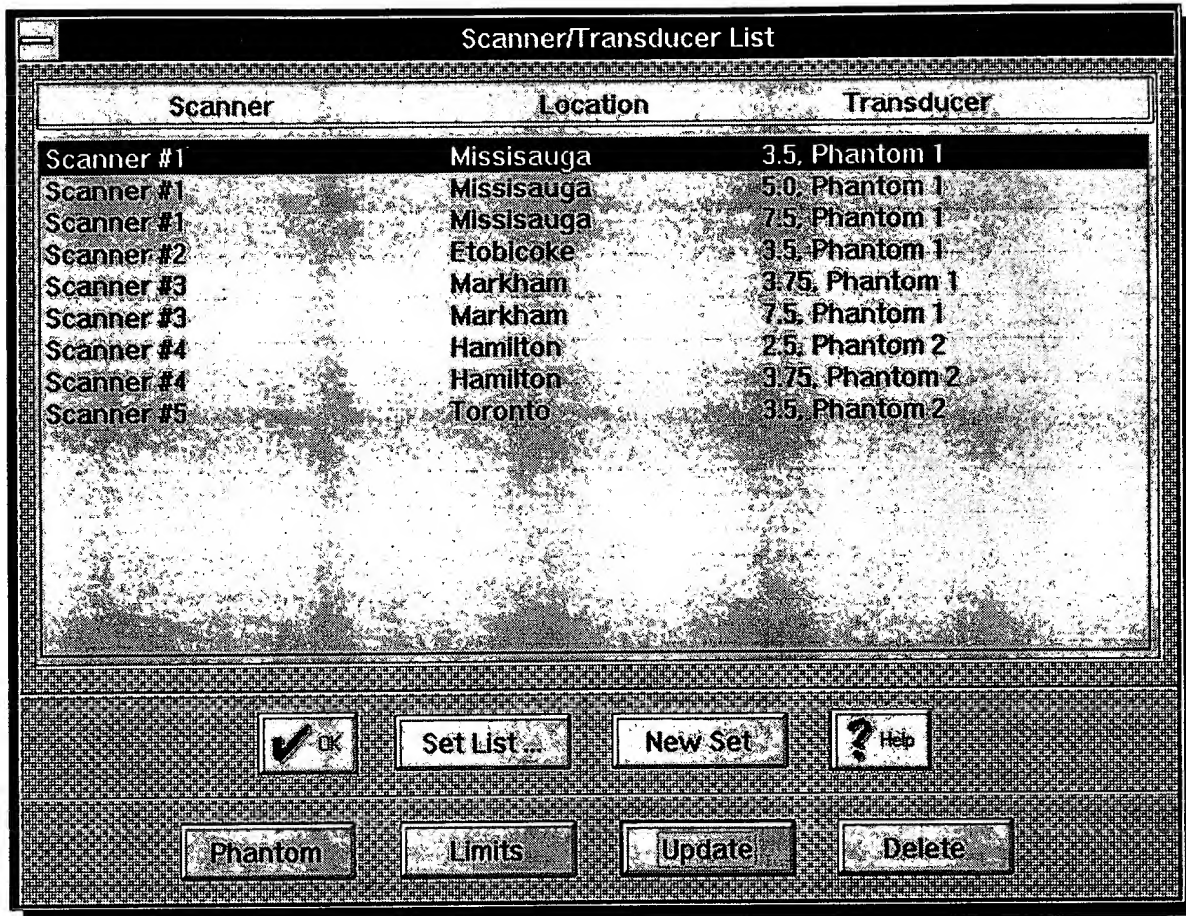 Scanner/Transducer List
Scanner Location Transducer
Scanner #1 Missisauga 3.5, Phantom 1
Scanner #1 Missisauga 5.0, Phantom 1
Scanner #1 Missisauga 7.5, Phantom 1
Scanner #2 Etobicoke 3.5, Phantom 1
Scanner #3 Markham 3.75, Phantom 1
Scanner #3 Markham 7.5, Phantom 1
Scanner #4 Hamilton 2.5, Phantom 2
Scanner #4 Hamilton 3.75, Phantom 2
Scanner #5 Toronto 3.5, Phantom 2
OK Set List ... New Set ? Help
Phantom Limits Update Delete